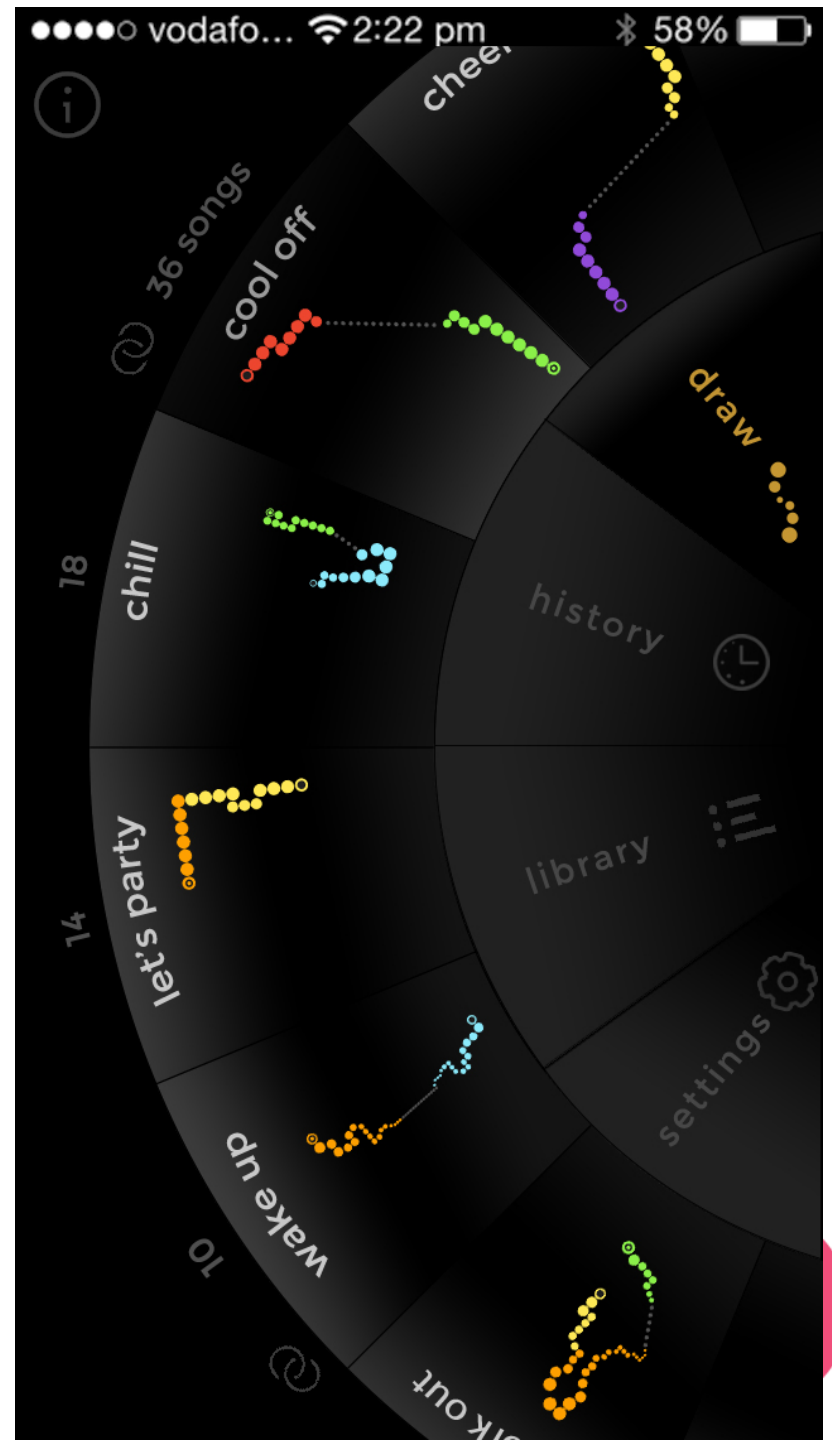 vodafo... 2:22 pm 58%
36 songs
cool off
draw
history
18
chill
library
14
let's party
settings
10
wake up